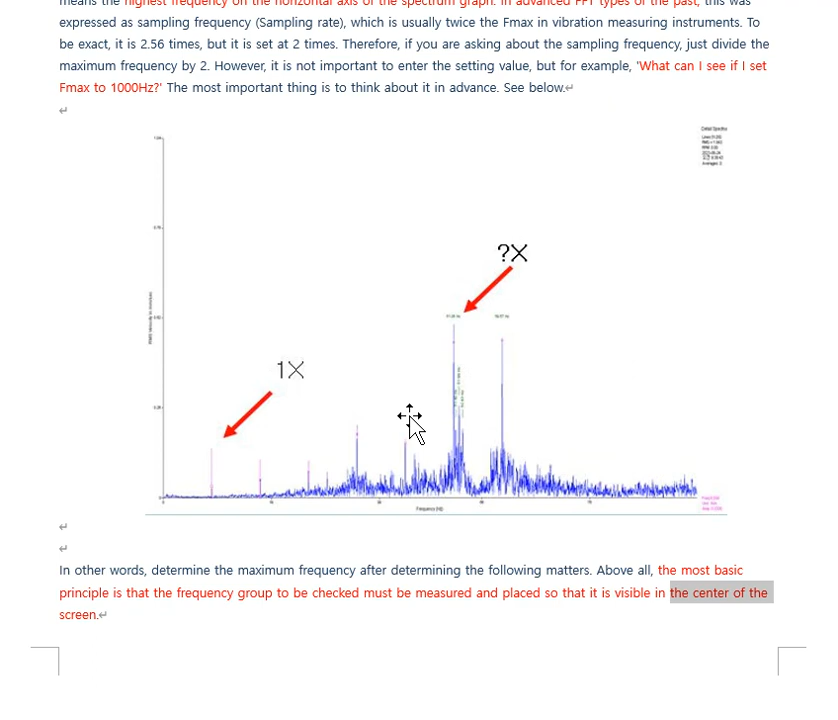 means the highest frequency on the horizontal axis of the spectrum graph. In advanced FFT types of the past, this was
expressed as sampling frequency (Sampling rate), which is usually twice the Fmax in vibration measuring instruments. To
be exact, it is 2.56 times, but it is set at 2 times. Therefore, if you are asking about the sampling frequency, just divide the
maximum frequency by 2. However, it is not important to enter the setting value, but for example, 'What can I see if I set
Fmax to 1000Hz?' The most important thing is to think about it in advance. See below.↵
↵
?X
1X
Frequency (Hz)
↵
↵
In other words, determine the maximum frequency after determining the following matters. Above all, the most basic
principle is that the frequency group to be checked must be measured and placed so that it is visible in the center of the
screen.↵